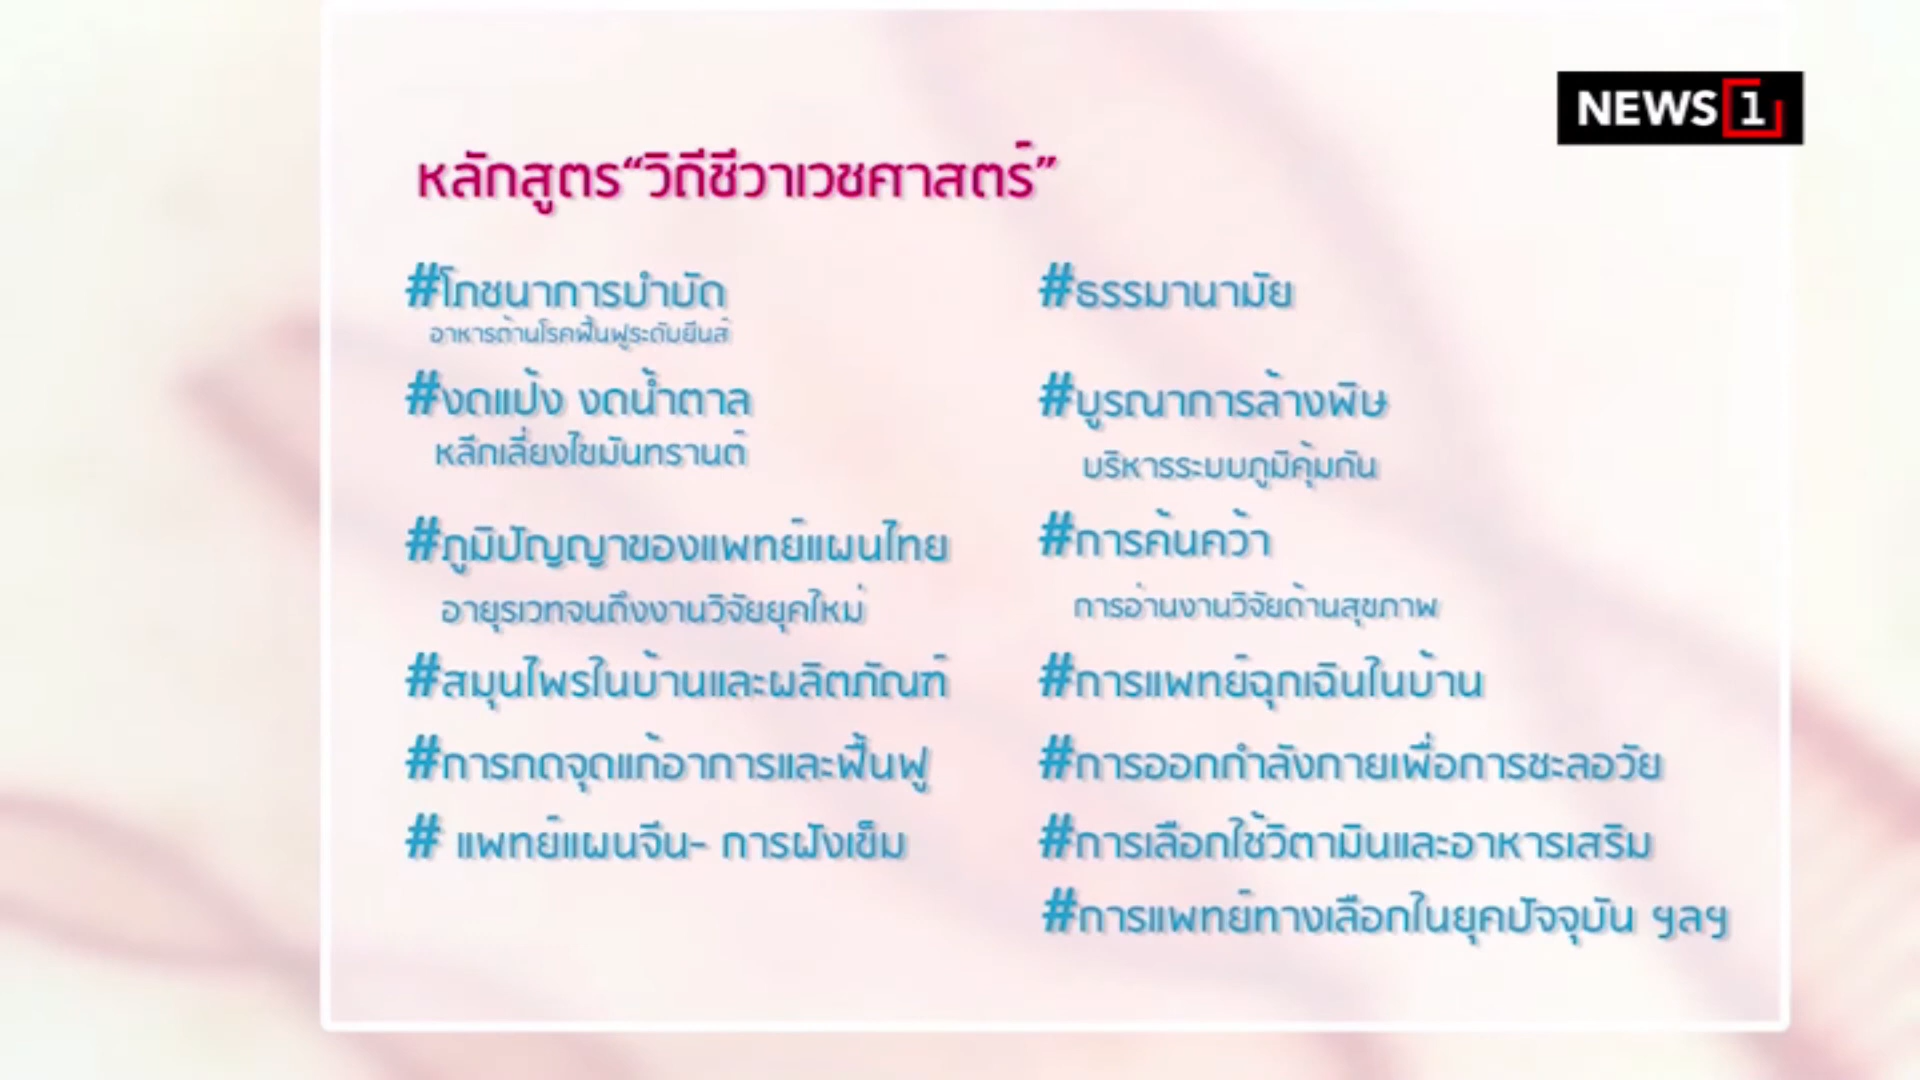 NEWS 1
หลักสูตร“วิถีชีวาเวชศาสตร์”
#โภชนาการบำบัด
อาหารต้านโรคฟื้นฟูระดับยีนส์
#งดแป้ง งดน้ำตาล
หลีกเลี่ยงไขมันทรานต์
#ภูมิปัญญาของแพทย์แผนไทย
อายุรเวทจนถึงงานวิจัยยุคใหม่
#สมุนไพรในบ้านและผลิตภัณฑ์
#การกดจุดแก้อาการและฟื้นฟู
# แพทย์แผนจีน- การฝังเข็ม
#ธรรมานามัย
#บูรณาการล้างพิษ
บริหารระบบภูมิคุ้มกัน
#การค้นคว้า
การอ่านงานวิจัยด้านสุขภาพ
#การแพทย์ฉุกเฉินในบ้าน
#การออกกำลังกายเพื่อการชะลอวัย
#การเลือกใช้วิตามินและอาหารเสริม
#การแพทย์ทางเลือกในยุคปัจจุบัน ฯลฯ